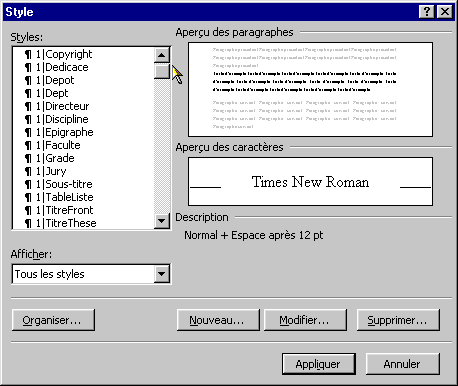 Style
Styles:
¶ 1|Copyright
¶ 1|Dedicace
¶ 1|Depot
¶ 1|Dept
¶ 1|Directeur
¶ 1|Discipline
¶ 1|Epigraphe
¶ 1|Faculte
¶ 1|Grade
¶ 1|Jury
¶ 1|Sous-titre
¶ 1|TableListe
¶ 1|TitreFront
¶ 1|TitreThese
Afficher:
Tous les styles
Aperçu des paragraphes
Aperçu des caractères
Times New Roman
Description
Normal + Espace après 12 pt
Organiser...
Nouveau...
Modifier...
Supprimer...
Appliquer
Annuler